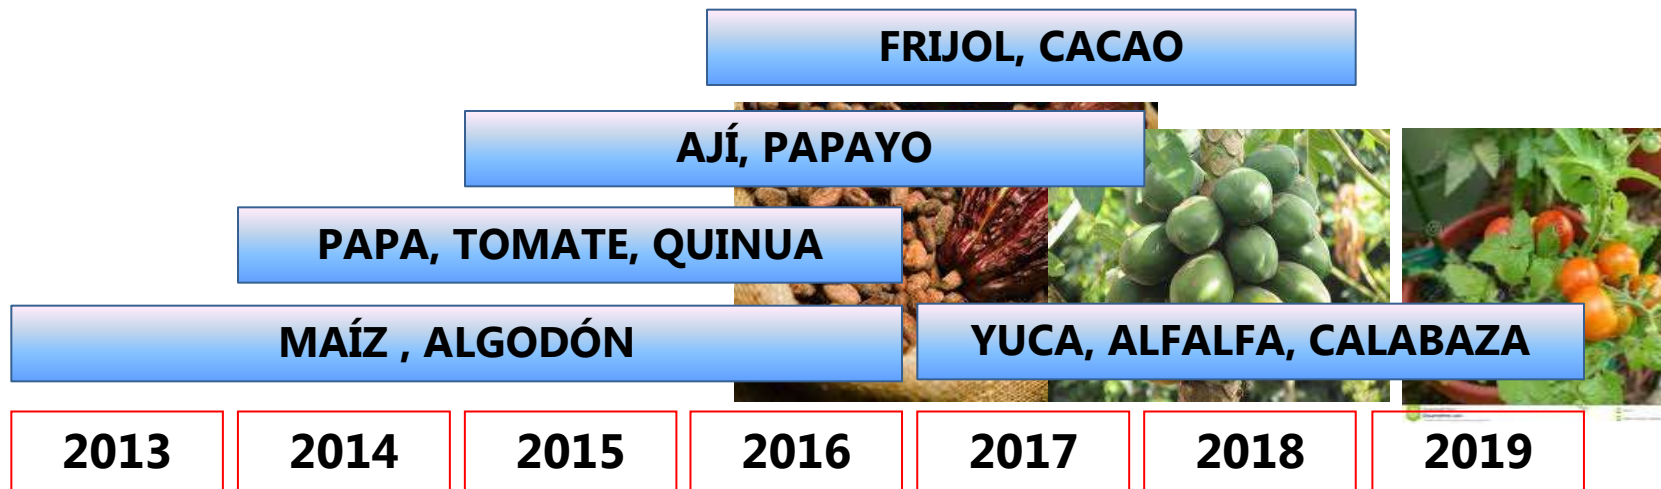 FRIJOL, CACAO
AJÍ, PAPAYO
PAPA, TOMATE, QUINUA
MAÍZ , ALGODÓN
YUCA, ALFALFA, CALABAZA
2013
2014
2015
2016
2017
2018
2019